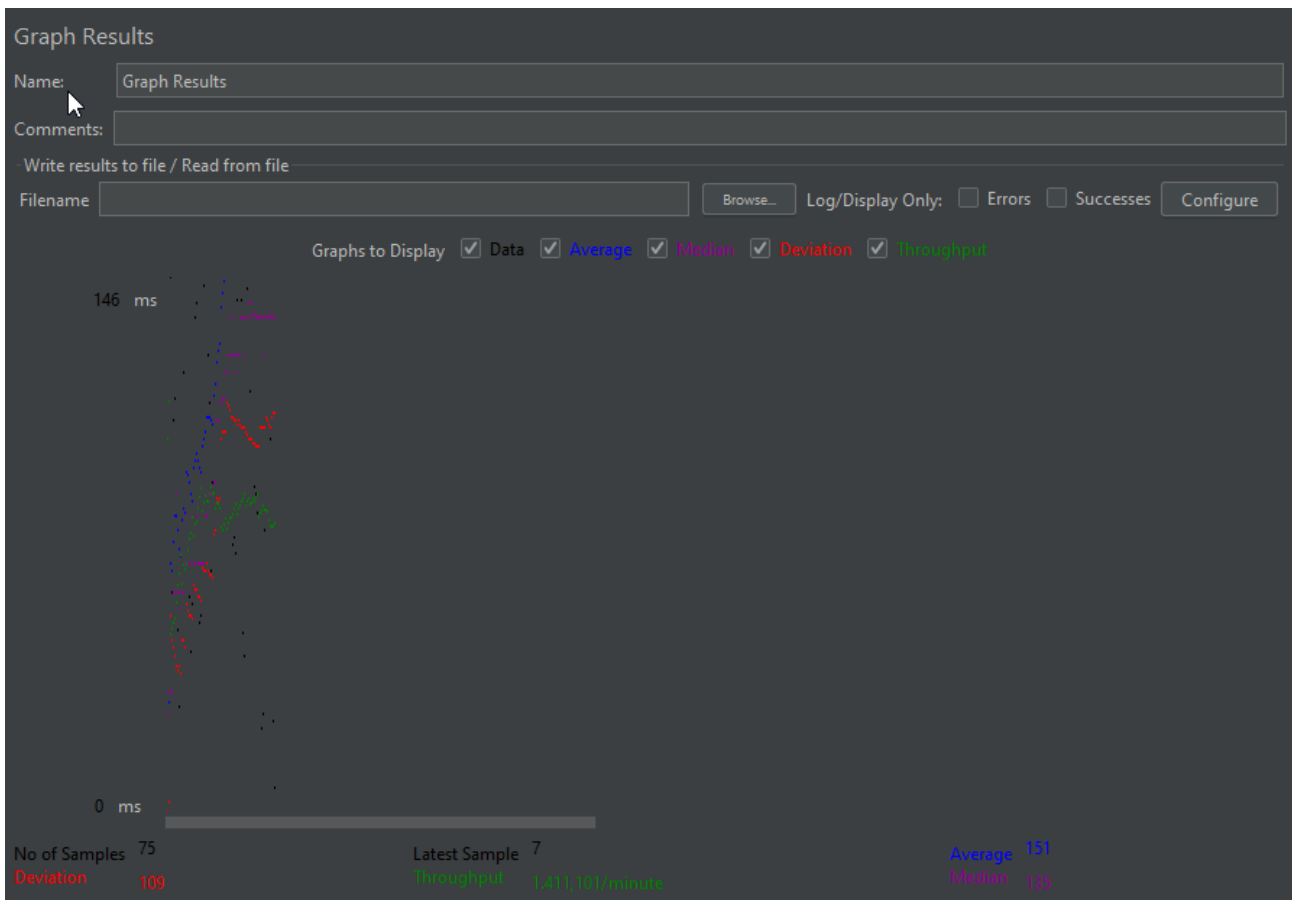 Graph Results
Name: Graph Results
Comments:
Write results to file / Read from file
Filename Browse... Log/Display Only: Errors Successes Configure
Graphs to Display Data Average Median Deviation Throughput
146 ms
0 ms
No of Samples 75 Latest Sample 7 Average 151
Deviation 109 Throughput 1,411,101/minute Median 135